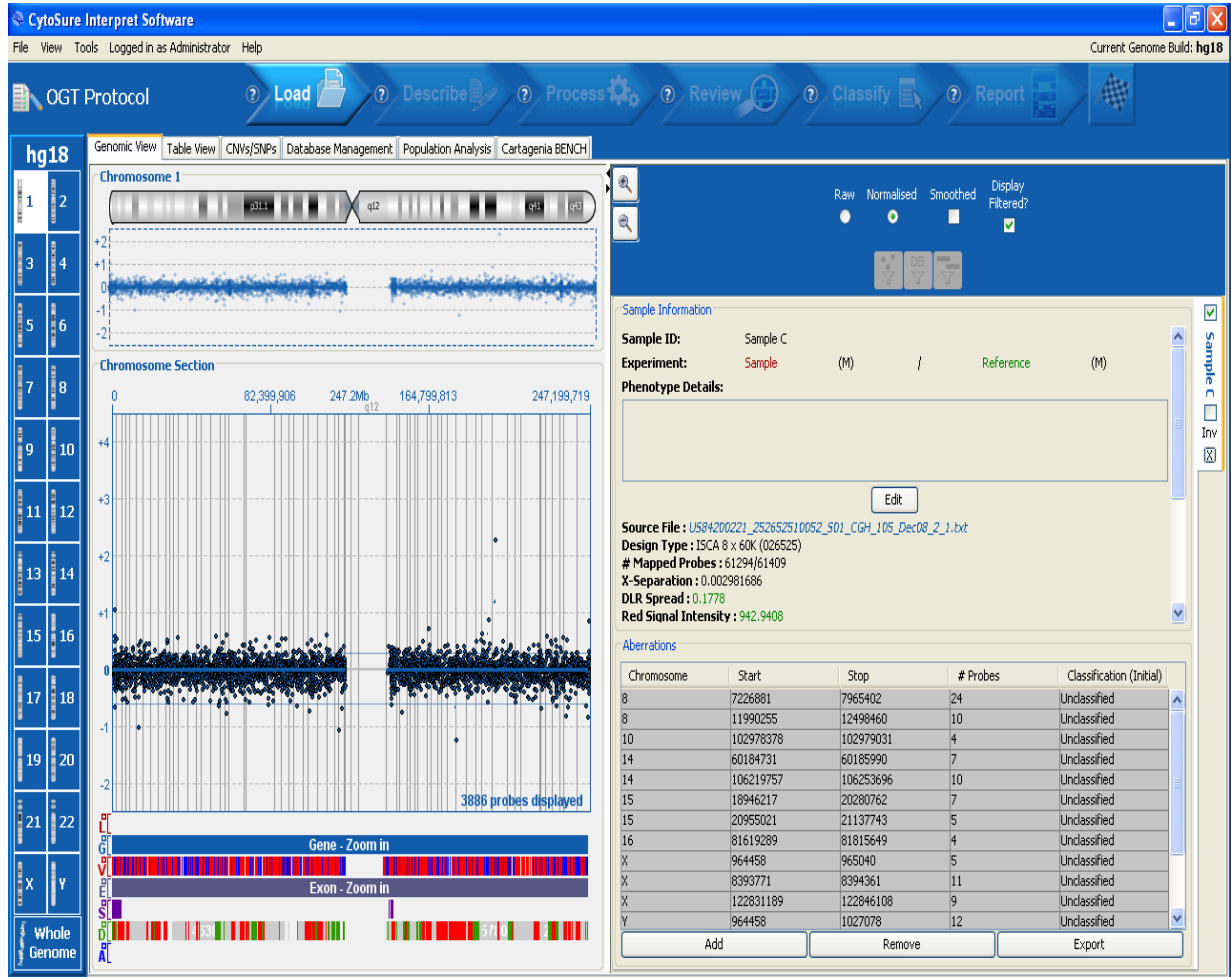 CytoSure Interpret Software
File View Tools Logged in as Administrator Help Current Genome Build: hg18
OGT Protocol ? Load ? Describe ? Process ? Review ? Classify ? Report
hg18
1 2
3 4
5 6
7 8
9 10
11 12
13 14
15 16
17 18
19 20
21 22
X Y
Whole Genome
Genomic View Table View CNVs/SNPs Database Management Population Analysis Cartagenia BENCH
Chromosome 1
p31.1 q12 q41 q43
+2
+1
0
-1
-2
Chromosome Section
0 82,399,906 247.2Mb 164,799,813 247,199,719
q12
+4
+3
+2
+1
0
-1
-2
3886 probes displayed
L
G Gene - Zoom in
V
E Exon - Zoom in
S
D
A
Raw Normalised Smoothed Display Filtered?
DB
Sample Information
Sample ID: Sample C
Experiment: Sample (M) / Reference (M)
Phenotype Details:
Edit
Source File : US84200221_252652510052_S01_CGH_105_Dec08_2_1.txt
Design Type : ISCA 8 x 60K (026525)
# Mapped Probes : 61294/61409
X-Separation : 0.002981686
DLR Spread : 0.1778
Red Signal Intensity : 942.9408
Sample C
Inv
X
Aberrations
Chromosome Start Stop # Probes Classification (Initial)
8 7226881 7965402 24 Unclassified
8 11990255 12498460 10 Unclassified
10 102978378 102979031 4 Unclassified
14 60184731 60185990 7 Unclassified
14 106219757 106253696 10 Unclassified
15 18946217 20280762 7 Unclassified
15 20955021 21137743 5 Unclassified
16 81619289 81815649 4 Unclassified
X 964458 965040 5 Unclassified
X 8393771 8394361 11 Unclassified
X 122831189 122846108 9 Unclassified
Y 964458 1027078 12 Unclassified
Add Remove Export